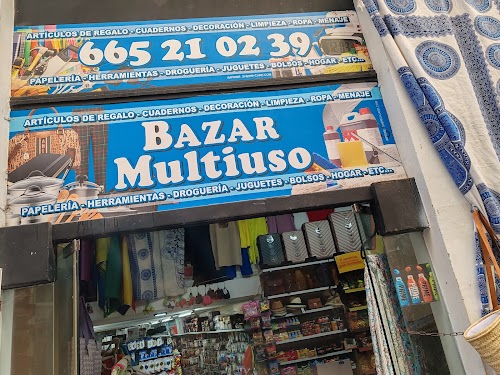 ARTÍCULOS DE REGALO - CUADERNOS - DECORACIÓN - LIMPIEZA - ROPA - MENAJE
665 21 02 39
PAPELERÍA - HERRAMIENTAS - DROGUERÍA - JUGUETES - BOLSOS - HOGAR - ETC...
ARTÍCULOS DE REGALO - CUADERNOS - DECORACIÓN - LIMPIEZA - ROPA - MENAJE
BAZAR
Multiuso
PAPELERÍA - HERRAMIENTAS - DROGUERÍA - JUGUETES - BOLSOS - HOGAR - ETC...